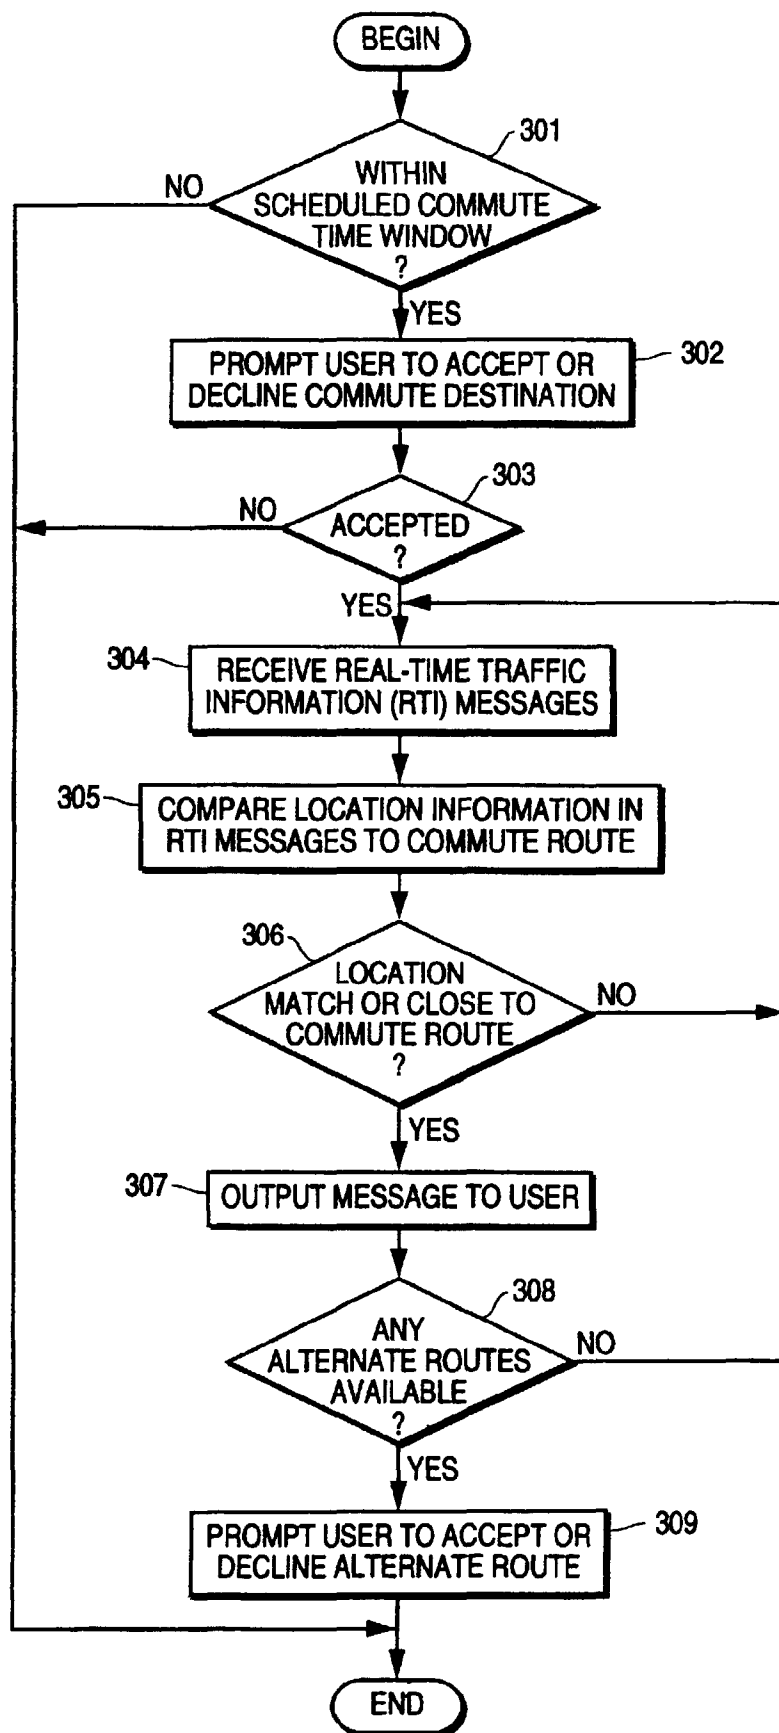 BEGIN
301
WITHIN
SCHEDULED COMMUTE
TIME WINDOW
?
NO
YES
PROMPT USER TO ACCEPT OR
DECLINE COMMUTE DESTINATION
302
303
ACCEPTED
?
NO
YES
304
RECEIVE REAL-TIME TRAFFIC
INFORMATION (RTI) MESSAGES
305
COMPARE LOCATION INFORMATION IN
RTI MESSAGES TO COMMUTE ROUTE
306
LOCATION
MATCH OR CLOSE TO
COMMUTE ROUTE
?
NO
YES
307
OUTPUT MESSAGE TO USER
308
ANY
ALTERNATE ROUTES
AVAILABLE
?
NO
YES
PROMPT USER TO ACCEPT OR
DECLINE ALTERNATE ROUTE
309
END